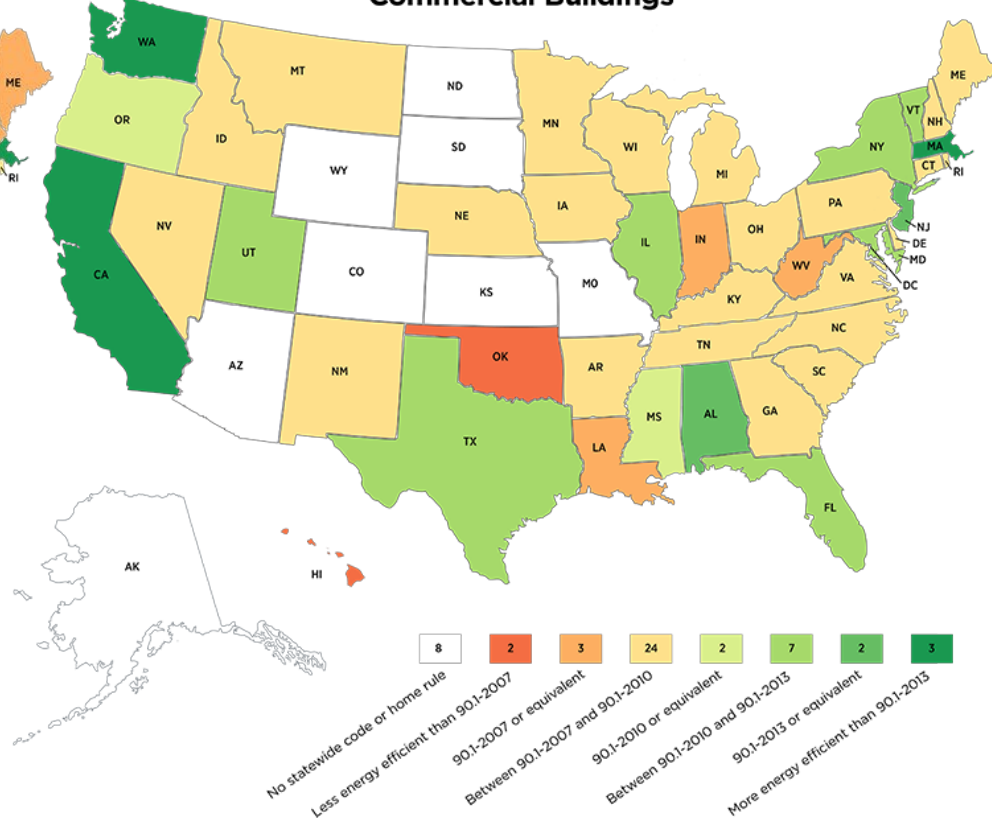 Commercial Buildings
WA
ME
MT
ND
ME
OR
MN
VT
NH
ID
SD
WI
NY
MA
CT
RI
RI
WY
MI
IA
PA
NV
NE
OH
NJ
UT
IL
IN
DE
MD
CO
WV
VA
DC
CA
KS
MO
KY
NC
TN
OK
AZ
NM
AR
SC
MS
AL
GA
TX
LA
FL
AK
HI
8
2
3
24
2
7
2
3
No statewide code or home rule
Less energy efficient than 90.1-2007
90.1-2007 or equivalent
Between 90.1-2007 and 90.1-2010
90.1-2010 or equivalent
Between 90.1-2010 and 90.1-2013
90.1-2013 or equivalent
More energy efficient than 90.1-2013